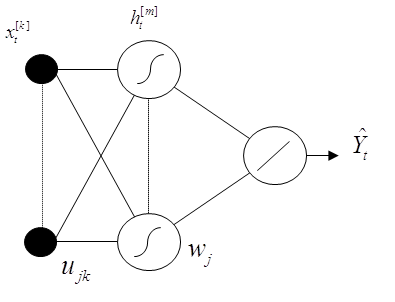 x_t^{[k]}
h_t^{[m]}
Ŷ_t
w_j
u_{jk}